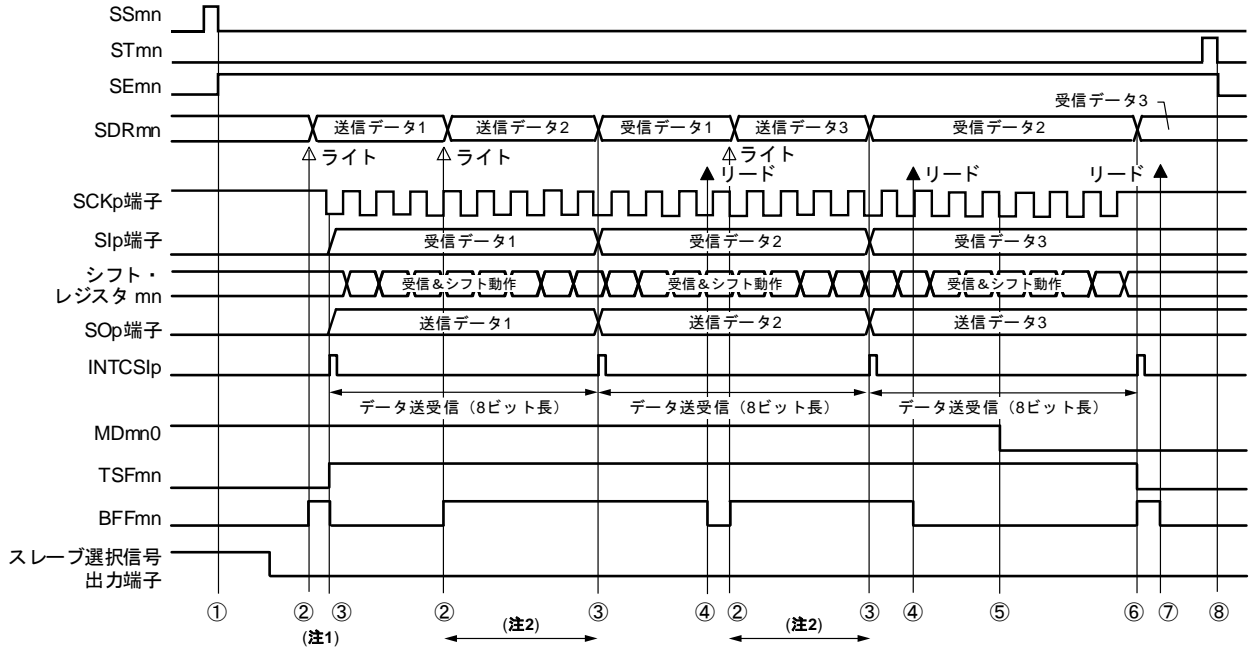 SSmn
STmn
SEmn
受信データ3
SDRmn
送信データ1 送信データ2 受信データ1 送信データ3 受信データ2
ライト ライト ライト
リード リード リード
SCKp端子
SIp端子
受信データ1 受信データ2 受信データ3
シフト・
レジスタ mn
受信&シフト動作 受信&シフト動作 受信&シフト動作
SOp端子
送信データ1 送信データ2 送信データ3
INTCSIp
データ送受信（8ビット長） データ送受信（8ビット長） データ送受信（8ビット長）
MDmn0
TSFmn
BFFmn
スレーブ選択信号
出力端子
① ② ③ ② ③ ④ ② ③ ④ ⑤ ⑥ ⑦ ⑧
(注1) (注2) (注2)